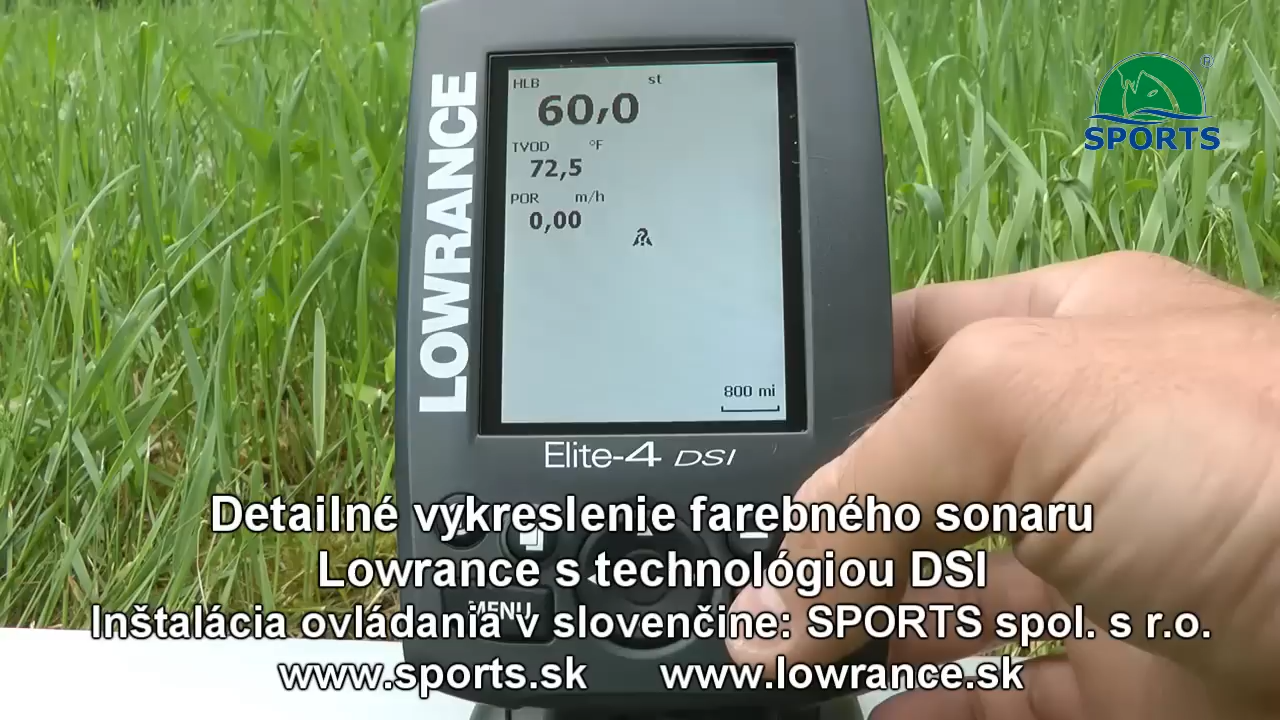 LOWRANCE
HLB st
60,0
TVOD °F
72,5
POR m/h
0,00
800 mi
Elite-4 DSI
MENU
®
SPORTS
Detailné vykreslenie farebného sonaru
Lowrance s technológiou DSI
Inštalácia ovládania v slovenčine: SPORTS spol. s r.o.
www.sports.sk www.lowrance.sk